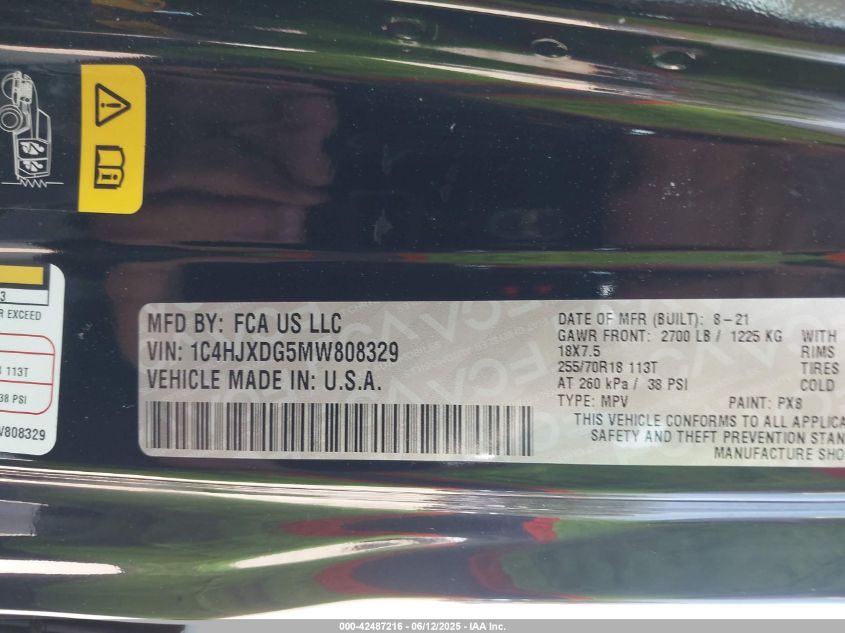 3
R EXCEED
8 113T
38 PSI
W808329
MFD BY: FCA US LLC
VIN: 1C4HJXDG5MW808329
VEHICLE MADE IN: U.S.A.
DATE OF MFR (BUILT): 8-21
GAWR FRONT: 2700 LB / 1225 KG WITH
18X7.5 RIMS
255/70R18 113T TIRES
AT 260 kPa / 38 PSI COLD
TYPE: MPV PAINT: PX8
THIS VEHICLE CONFORMS TO ALL APPLICA
SAFETY AND THEFT PREVENTION STAN
MANUFACTURE SHO
000-42487216 - 06/12/2025 - IAA Inc.